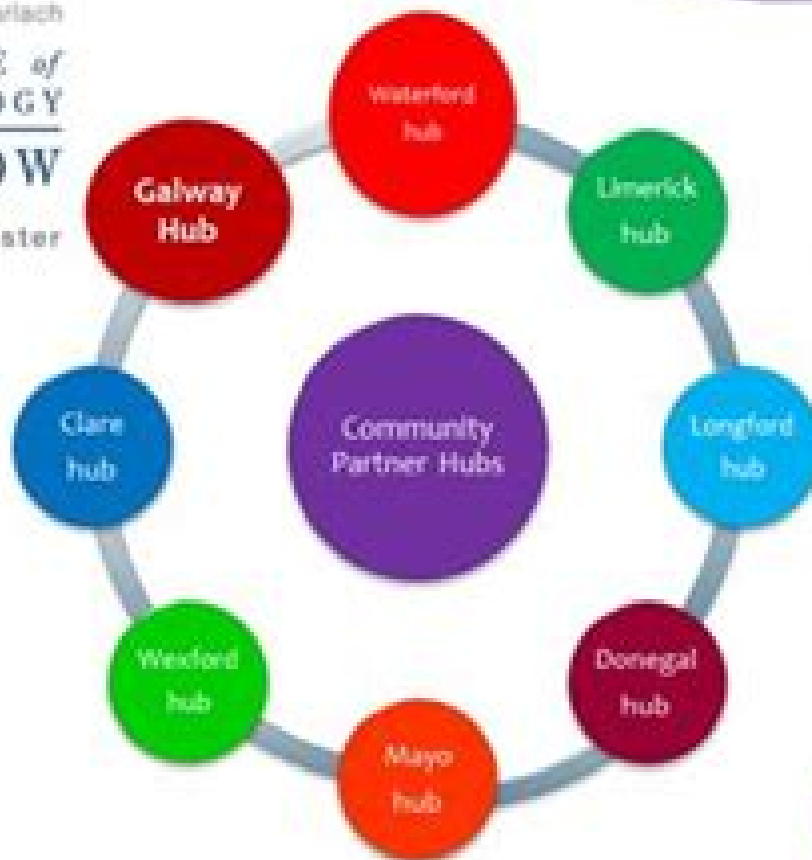 E of
OGY
OW
Waterford
hub
Galway
Hub
Limerick
hub
Clare
hub
Community
Partner Hubs
Longford
hub
Wexford
hub
Donegal
hub
Mayo
hub